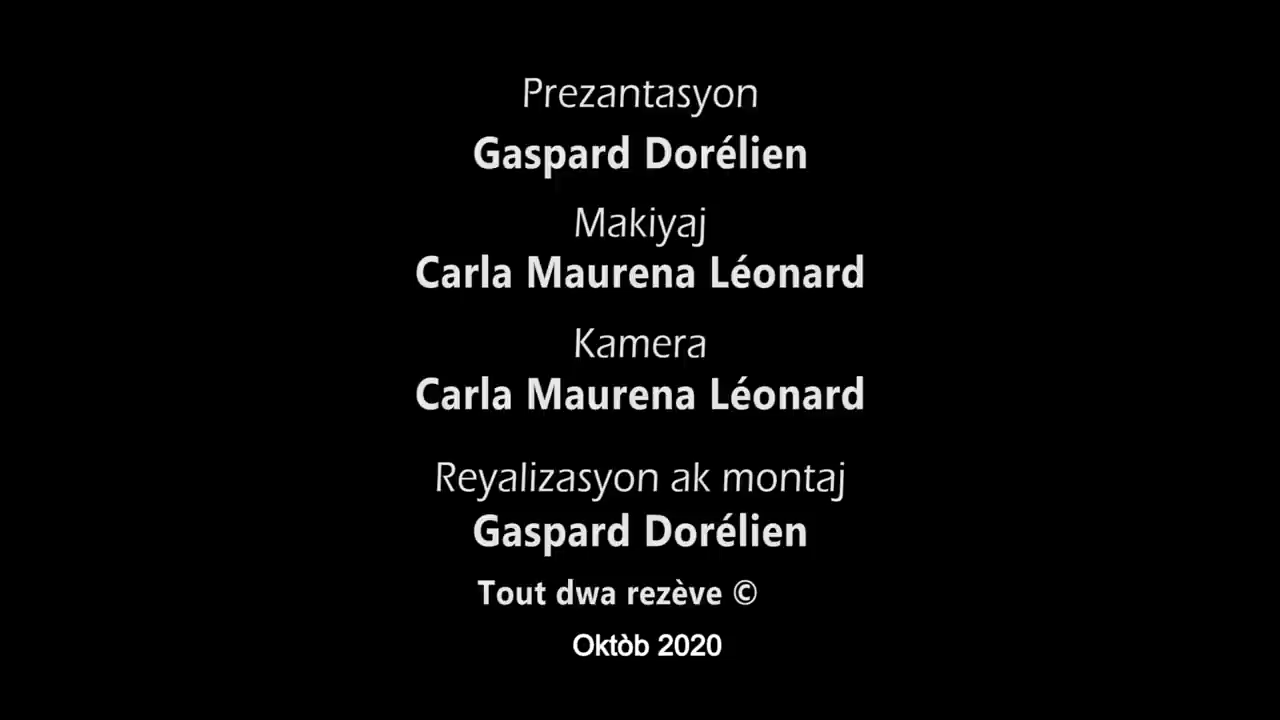 Prezantasyon
Gaspard Dorélien
Makiyaj
Carla Maurena Léonard
Kamera
Carla Maurena Léonard
Reyalizasyon ak montaj
Gaspard Dorélien
Tout dwa rezève ©
Oktòb 2020